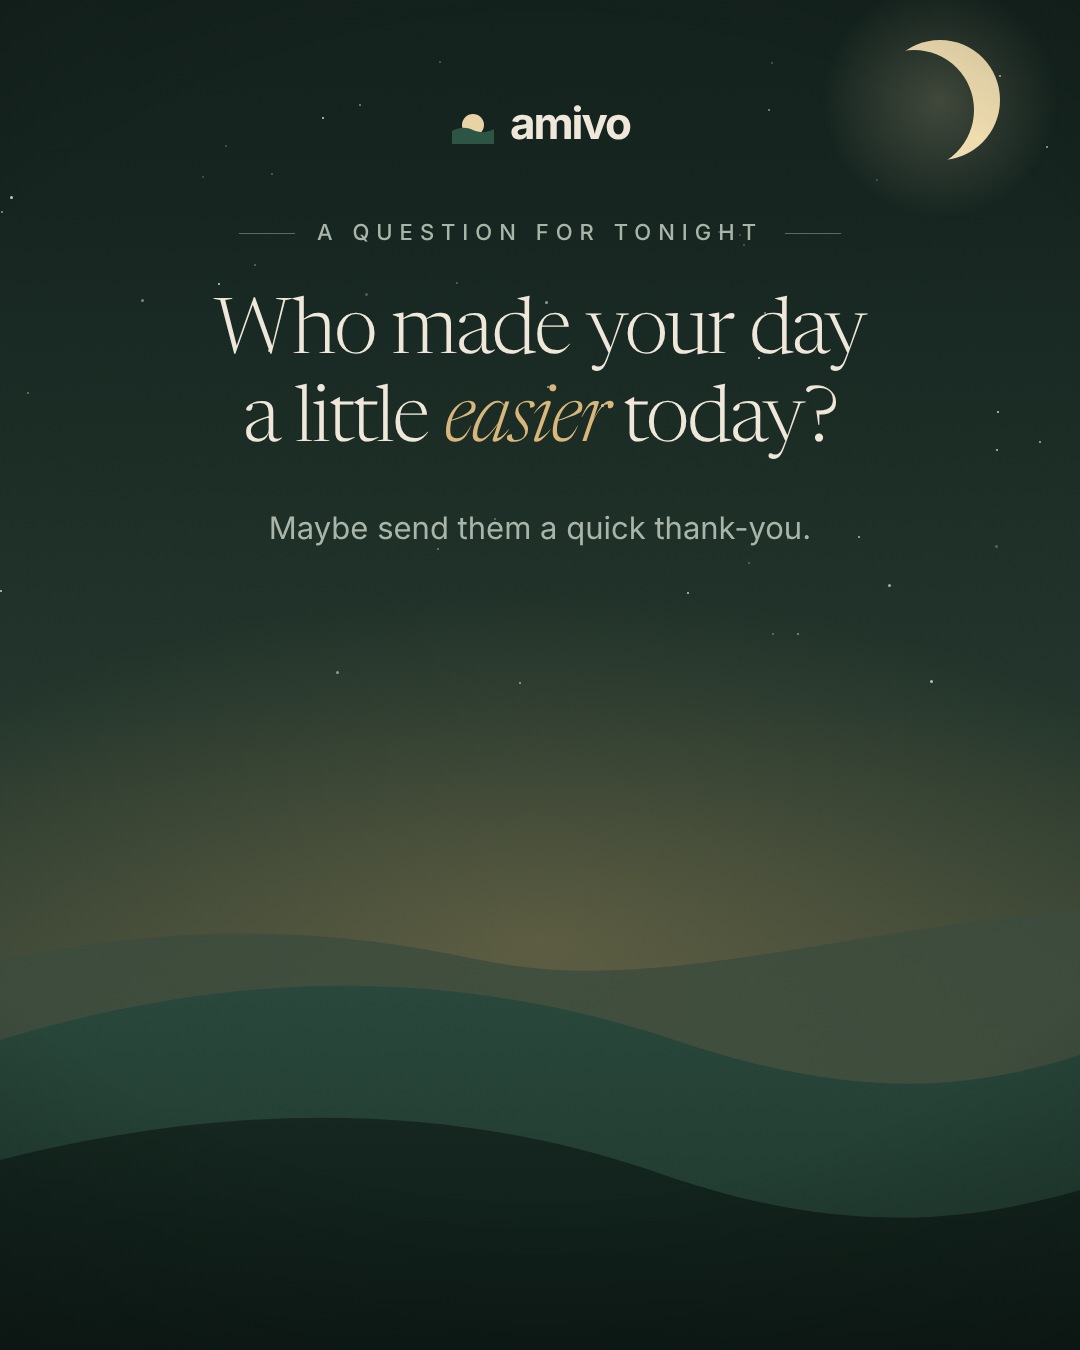 amivo
A QUESTION FOR TONIGHT
Who made your day
a little easier today?
Maybe send them a quick thank-you.